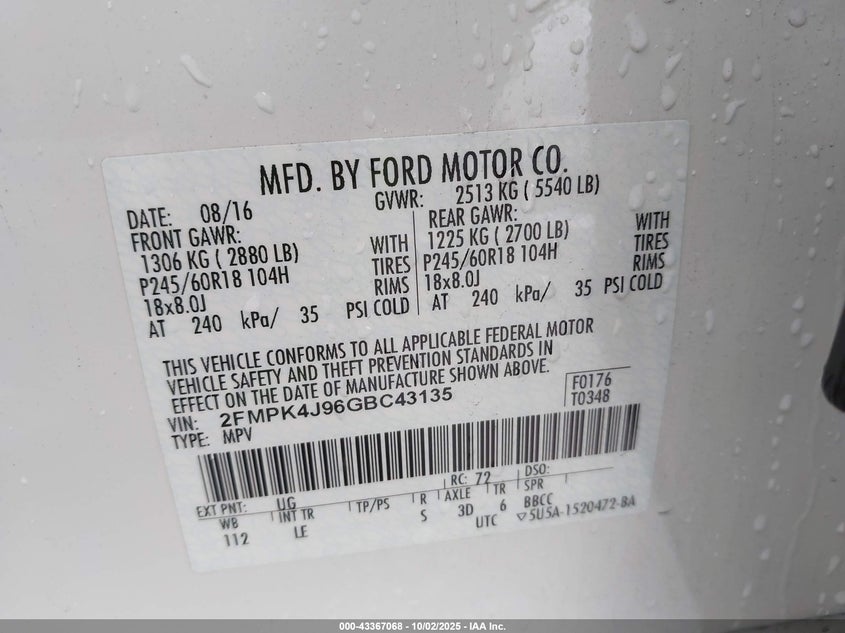 MFD. BY FORD MOTOR CO.
DATE: 08/16 GVWR: 2513 KG ( 5540 LB)
FRONT GAWR: REAR GAWR:
1306 KG ( 2880 LB) WITH 1225 KG ( 2700 LB) WITH
P245/60R18 104H TIRES P245/60R18 104H TIRES
18x8.0J RIMS 18x8.0J RIMS
AT 240 kPa/ 35 PSI COLD AT 240 kPa/ 35 PSI COLD
THIS VEHICLE CONFORMS TO ALL APPLICABLE FEDERAL MOTOR
VEHICLE SAFETY AND THEFT PREVENTION STANDARDS IN
EFFECT ON THE DATE OF MANUFACTURE SHOWN ABOVE.
VIN: 2FMPK4J96GBC43135 F0176
TYPE: MPV T0348
EXT PNT: UG RC: 72 DSO:
WB INT TR TP/PS R AXLE TR SPR
112 LE S 3D 6 BBCC
UTC ▽5U5A-1520472-BA
000-43367068 - 10/02/2025 - IAA Inc.